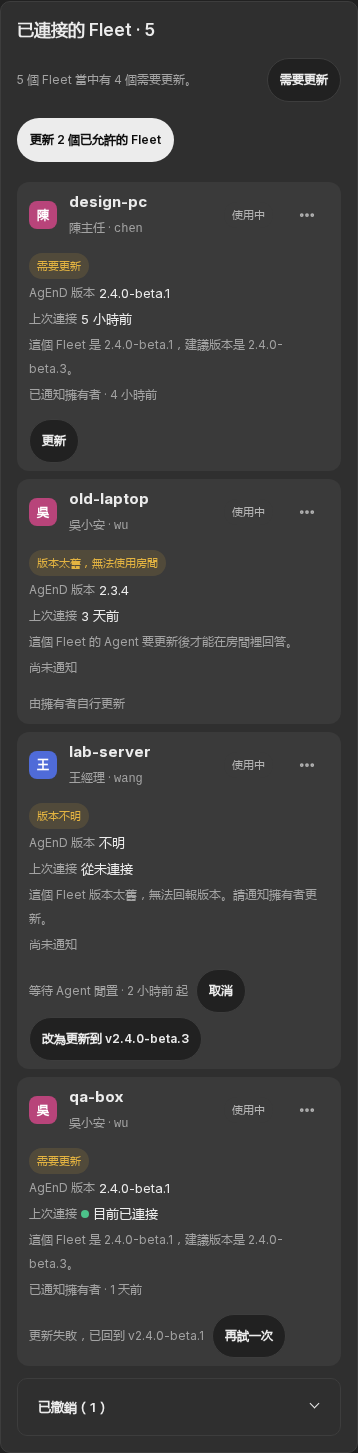 已連接的 Fleet · 5
5 個 Fleet 當中有 4 個需要更新。
需要更新
更新 2 個已允許的 Fleet
陳
design-pc
陳主任 · chen
使用中
需要更新
AgEnD 版本 2.4.0-beta.1
上次連接 5 小時前
這個 Fleet 是 2.4.0-beta.1，建議版本是 2.4.0-
beta.3。
已通知擁有者 · 4 小時前
更新
吳
old-laptop
吳小安 · wu
使用中
版本太舊，無法使用房間
AgEnD 版本 2.3.4
上次連接 3 天前
這個 Fleet 的 Agent 要更新後才能在房間裡回答。
尚未通知
由擁有者自行更新
王
lab-server
王經理 · wang
使用中
版本不明
AgEnD 版本 不明
上次連接 從未連接
這個 Fleet 版本太舊，無法回報版本。請通知擁有者更
新。
尚未通知
等待 Agent 閒置 · 2 小時前 起
取消
改為更新到 v2.4.0-beta.3
吳
qa-box
吳小安 · wu
使用中
需要更新
AgEnD 版本 2.4.0-beta.1
上次連接 目前已連接
這個 Fleet 是 2.4.0-beta.1，建議版本是 2.4.0-
beta.3。
已通知擁有者 · 1 天前
更新失敗，已回到 v2.4.0-beta.1
再試一次
已撤銷（1）